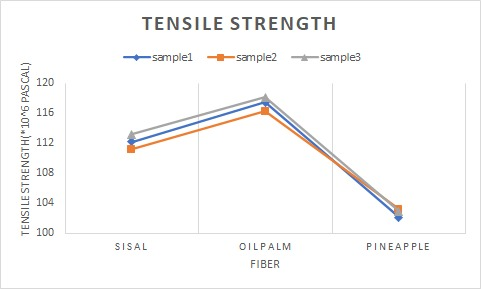 TENSILE STRENGTH
sample1 sample2 sample3
TENSILE STRENGTH(*10^6 PASCAL)
120
116
112
108
104
100
SISAL OILPALM PINEAPPLE
FIBER